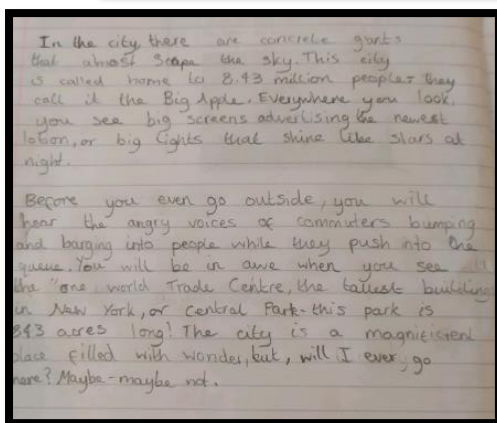 In the city there are concrete giants
that almost scape the sky. This city
is called home to 8.43 million people, they
call it the Big Apple. Everywhere you look,
you see big screens advertising the newest
lotion, or big lights that shine like stars at
night.
Before you even go outside, you will
hear the angry voices of commuters bumping
and barging into people while they push into the
queue. You will be in awe when you see
the "one world Trade Centre, the tallest building
in New York, or Central Park- this park is
843 acres long! The city is a magnificent
place filled with wonder, but, will I ever, go
here? Maybe - maybe not.